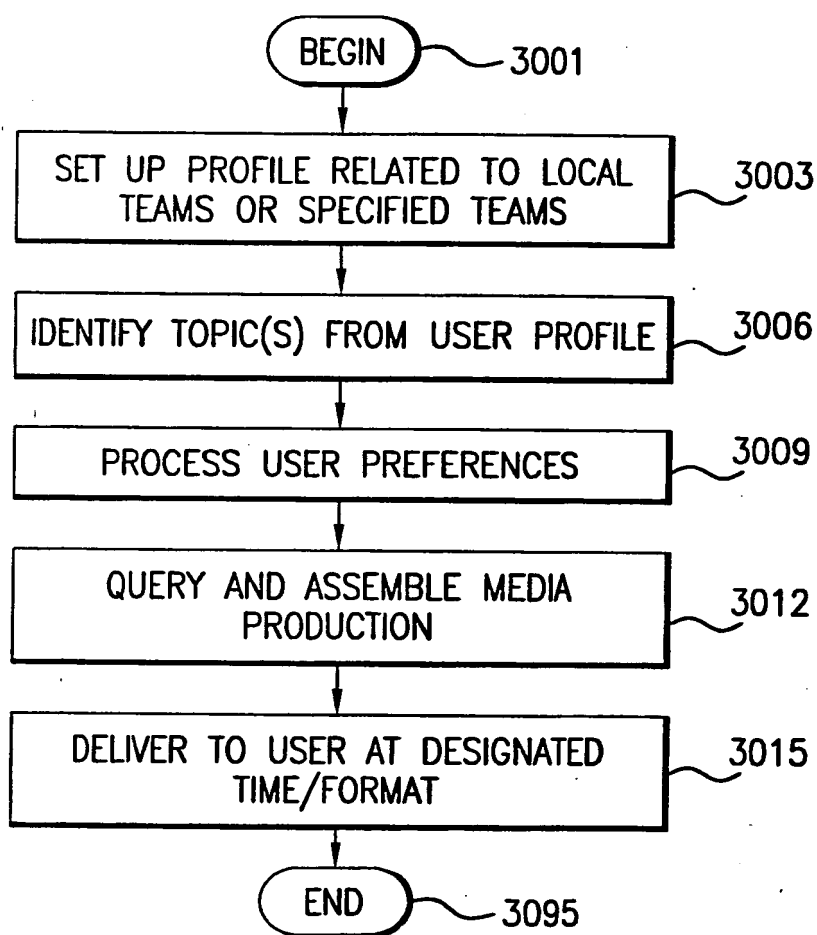 BEGIN
3001
SET UP PROFILE RELATED TO LOCAL
TEAMS OR SPECIFIED TEAMS
3003
IDENTIFY TOPIC(S) FROM USER PROFILE
3006
PROCESS USER PREFERENCES
3009
QUERY AND ASSEMBLE MEDIA
PRODUCTION
3012
DELIVER TO USER AT DESIGNATED
TIME/FORMAT
3015
END
3095